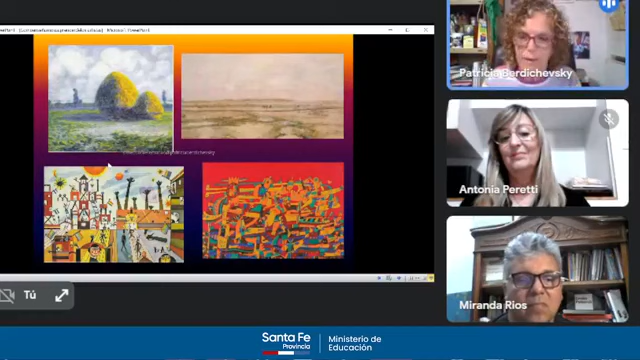 Patricia Berdichevsky
Antonia Peretti
Miranda Rios
Tú
Santa Fe
Provincia
Ministerio de
Educación